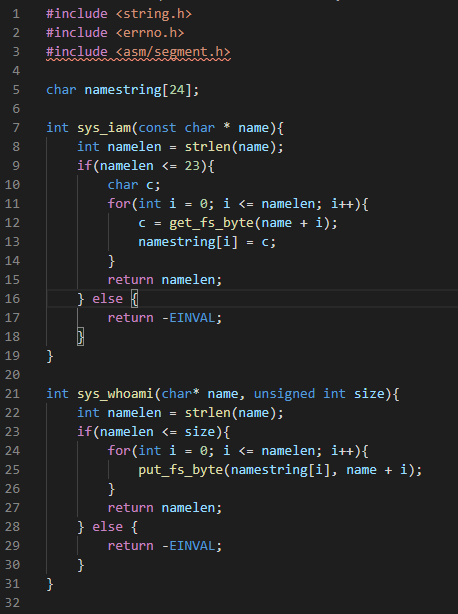 1 #include <string.h>
2 #include <errno.h>
3 #include <asm/segment.h>
4
5 char namestring[24];
6
7 int sys_iam(const char * name){
8     int namelen = strlen(name);
9     if(namelen <= 23){
10         char c;
11         for(int i = 0; i <= namelen; i++){
12             c = get_fs_byte(name + i);
13             namestring[i] = c;
14         }
15         return namelen;
16     } else {
17         return -EINVAL;
18     }
19 }
20
21 int sys_whoami(char* name, unsigned int size){
22     int namelen = strlen(name);
23     if(namelen <= size){
24         for(int i = 0; i <= namelen; i++){
25             put_fs_byte(namestring[i], name + i);
26         }
27         return namelen;
28     } else {
29         return -EINVAL;
30     }
31 }
32